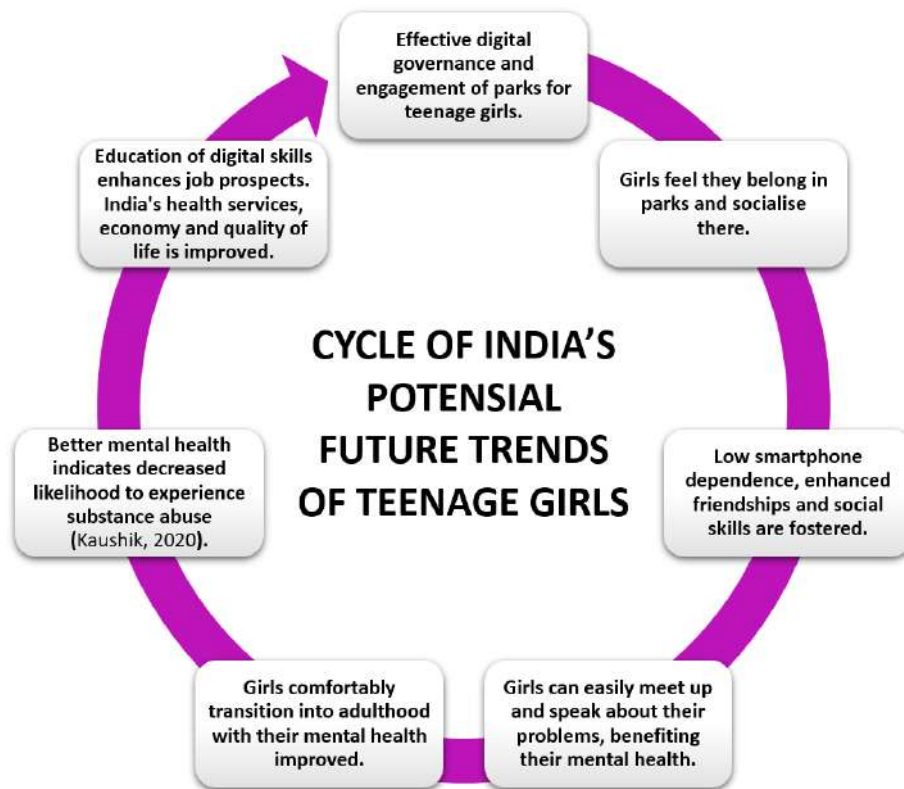 Effective digital
governance and
engagement of parks for
teenage girls.
Girls feel they belong in
parks and socialise
there.
Low smartphone
dependence, enhanced
friendships and social
skills are fostered.
Girls can easily meet up
and speak about their
problems, benefiting
their mental health.
Girls comfortably
transition into adulthood
with their mental health
improved.
Better mental health
indicates decreased
likelihood to experience
substance abuse
(Kaushik, 2020).
Education of digital skills
enhances job prospects.
India's health services,
economy and quality of
life is improved.
CYCLE OF INDIA’S
POTENSIAL
FUTURE TRENDS
OF TEENAGE GIRLS